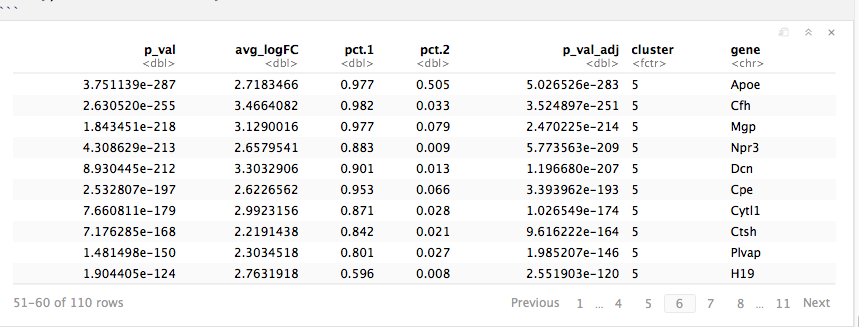 ```
p_val avg_logFC pct.1 pct.2 p_val_adj cluster gene
<dbl> <dbl> <dbl> <dbl> <dbl> <fctr> <chr>
3.751139e-287 2.7183466 0.977 0.505 5.026526e-283 5 Apoe
2.630520e-255 3.4664082 0.982 0.033 3.524897e-251 5 Cfh
1.843451e-218 3.1290016 0.977 0.079 2.470225e-214 5 Mgp
4.308629e-213 2.6579541 0.883 0.009 5.773563e-209 5 Npr3
8.930445e-212 3.3032906 0.901 0.013 1.196680e-207 5 Dcn
2.532807e-197 2.6226562 0.953 0.066 3.393962e-193 5 Cpe
7.660811e-179 2.9923156 0.871 0.028 1.026549e-174 5 Cytl1
7.176285e-168 2.2191438 0.842 0.021 9.616222e-164 5 Ctsh
1.481498e-150 2.3034518 0.801 0.027 1.985207e-146 5 Plvap
1.904405e-124 2.7631918 0.596 0.008 2.551903e-120 5 H19
51-60 of 110 rows Previous 1 ... 4 5 6 7 8 ... 11 Next